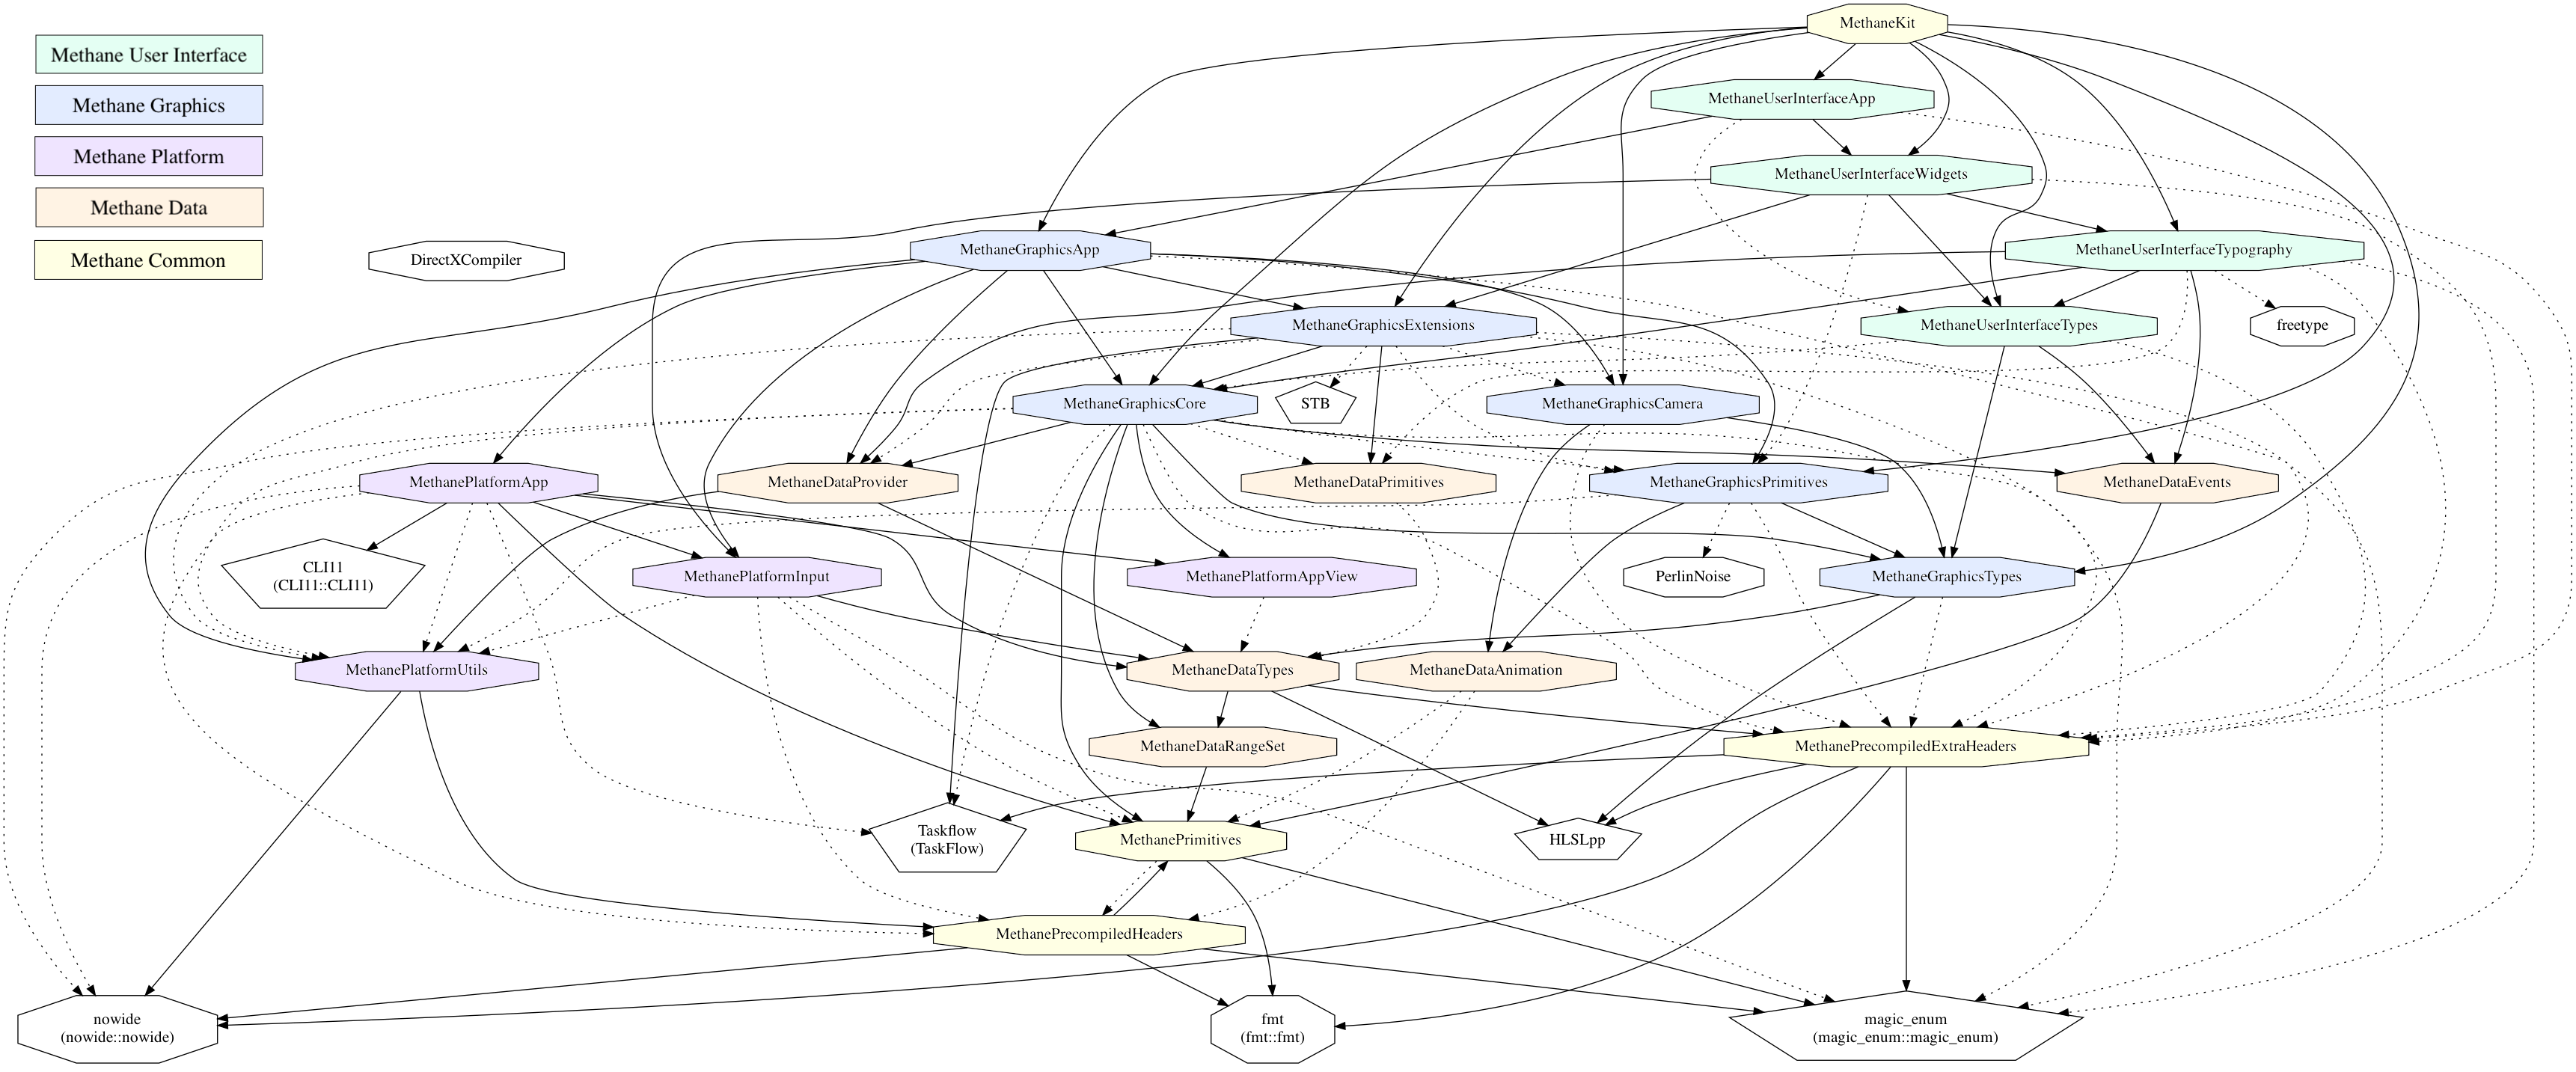 MethaneKit
Methane User Interface
MethaneUserInterfaceApp
Methane Graphics
Methane Platform
MethaneUserInterfaceWidgets
Methane Data
MethaneGraphicsApp
MethaneUserInterfaceTypography
Methane Common
DirectXCompiler
MethaneGraphicsExtensions
MethaneUserInterfaceTypes
freetype
MethaneGraphicsCore
STB
MethaneGraphicsCamera
MethanePlatformApp
MethaneDataProvider
MethaneDataPrimitives
MethaneGraphicsPrimitives
MethaneDataEvents
CLI11
(CLI11::CLI11)
MethanePlatformInput
MethanePlatformAppView
PerlinNoise
MethaneGraphicsTypes
MethanePlatformUtils
MethaneDataTypes
MethaneDataAnimation
MethaneDataRangeSet
MethanePrecompiledExtraHeaders
Taskflow
(TaskFlow)
MethanePrimitives
HLSLpp
MethanePrecompiledHeaders
nowide
(nowide::nowide)
fmt
(fmt::fmt)
magic_enum
(magic_enum::magic_enum)